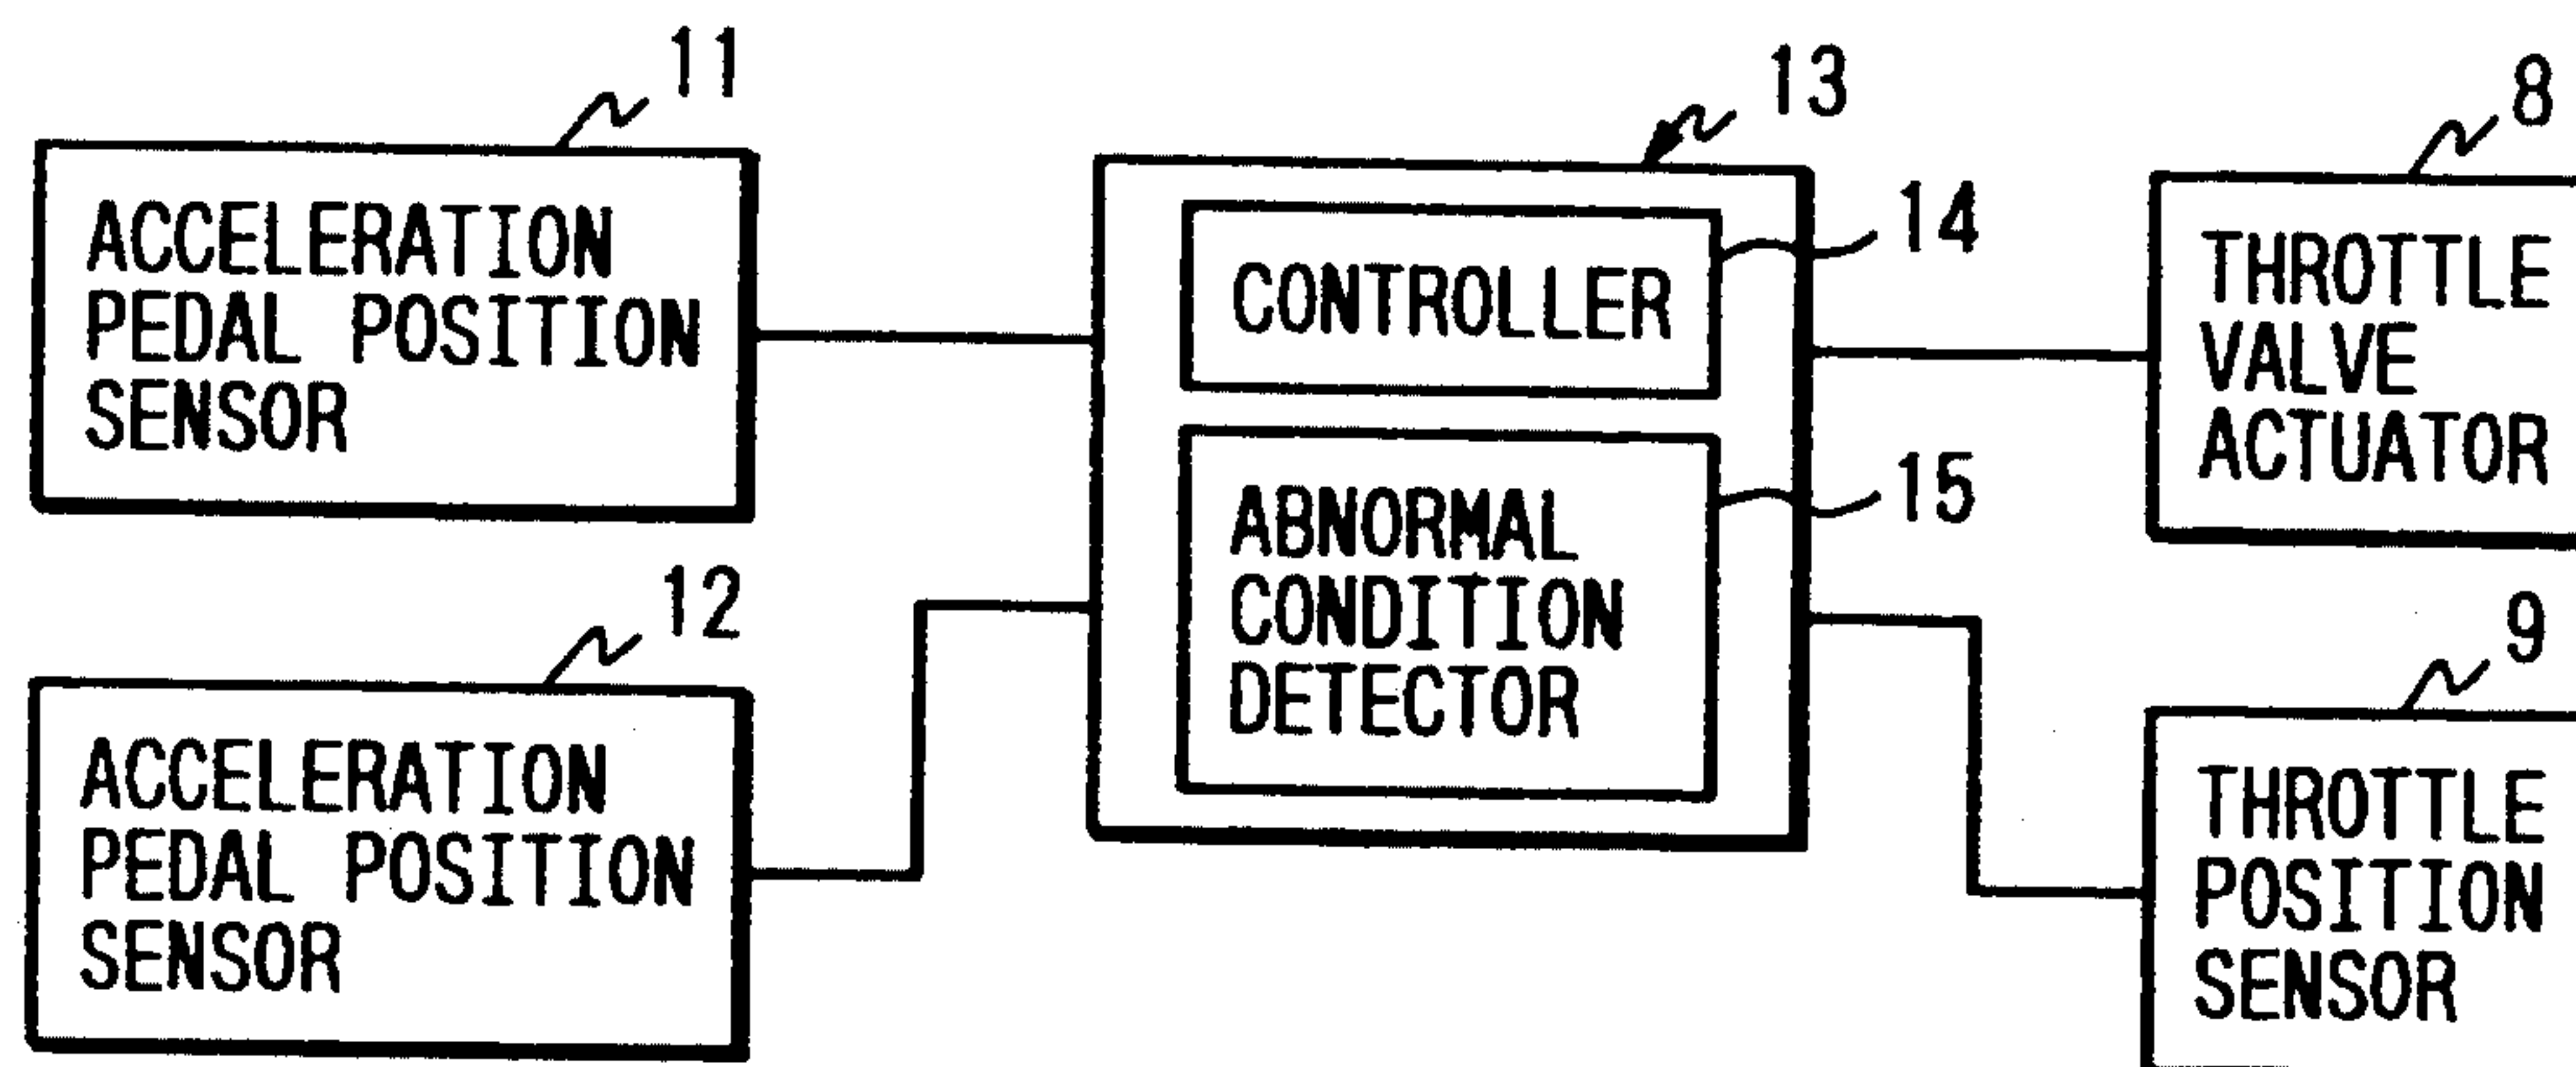 11
ACCELERATION
PEDAL POSITION
SENSOR
12
ACCELERATION
PEDAL POSITION
SENSOR
13
14
CONTROLLER
15
ABNORMAL
CONDITION
DETECTOR
8
THROTTLE
VALVE
ACTUATOR
9
THROTTLE
POSITION
SENSOR